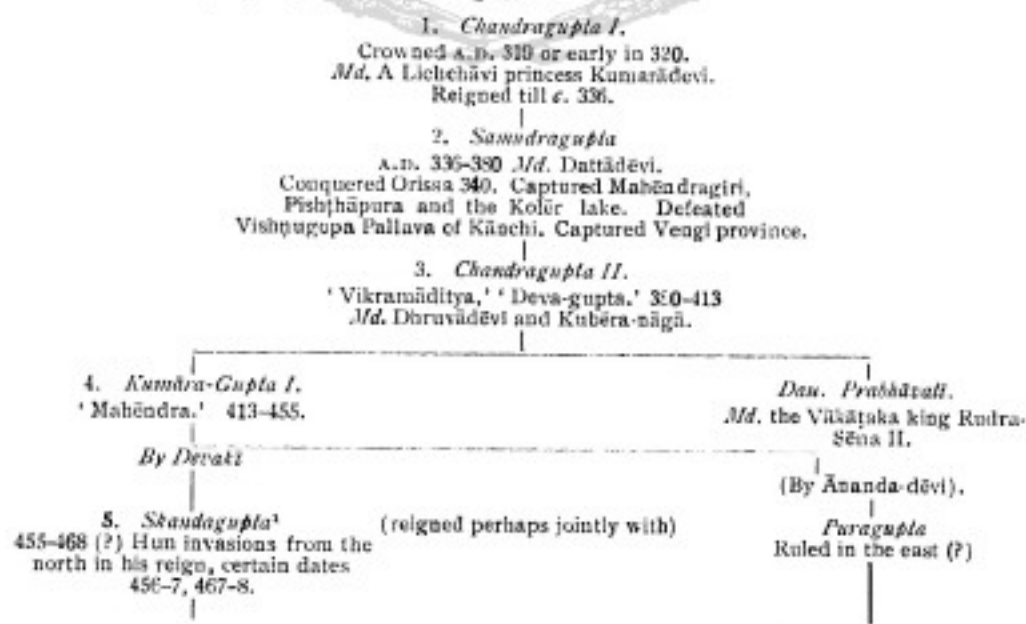 1. Chandragupta I.
Crowned A.D. 319 or early in 320.
Md. A Lichchāvi princess Kumarādevi.
Reigned till c. 336.
2. Samudragupta
A.D. 336-380 Md. Dattādēvi.
Conquered Orissa 340. Captured Mahēndragiri,
Pishṭhāpura and the Kolēr lake. Defeated
Vishṇugopa Pallava of Kānchi. Captured Vengi province.
3. Chandragupta II.
' Vikramāditya,' ' Deva-gupta.' 380-413
Md. Dhruvādēvi and Kubēra-nāgā.
4. Kumāra-Gupta I.
' Mahēndra.' 413-455.
Dau. Prabhāvati.
Md. the Vākāṭaka king Rudra-
Sēna II.
By Devaki
(By Ānanda-dēvi).
5. Skandagupta¹ (reigned perhaps jointly with) Puragupta
455-468 (?) Hun invasions from the Ruled in the east (?)
north in his reign, certain dates
456-7, 467-8.